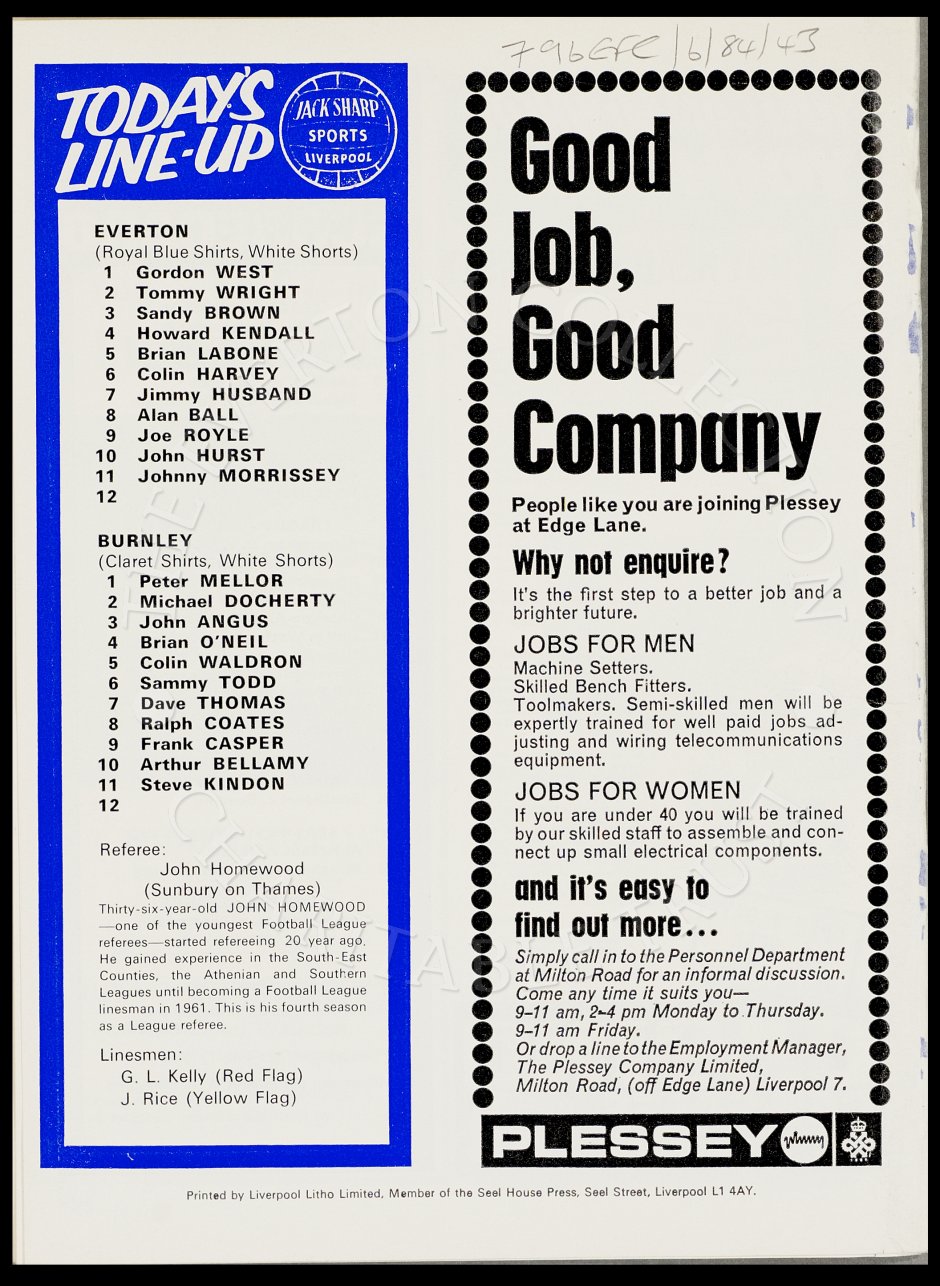 796EFC/6/84/43
TODAY'S
LINE-UP
JACK SHARP
SPORTS
LIVERPOOL
EVERTON
(Royal Blue Shirts, White Shorts)
1 Gordon WEST
2 Tommy WRIGHT
3 Sandy BROWN
4 Howard KENDALL
5 Brian LABONE
6 Colin HARVEY
7 Jimmy HUSBAND
8 Alan BALL
9 Joe ROYLE
10 John HURST
11 Johnny MORRISSEY
12
BURNLEY
(Claret Shirts, White Shorts)
1 Peter MELLOR
2 Michael DOCHERTY
3 John ANGUS
4 Brian O'NEIL
5 Colin WALDRON
6 Sammy TODD
7 Dave THOMAS
8 Ralph COATES
9 Frank CASPER
10 Arthur BELLAMY
11 Steve KINDON
12
Referee:
John Homewood
(Sunbury on Thames)
Thirty-six-year-old JOHN HOMEWOOD
—one of the youngest Football League
referees—started refereeing 20 year ago.
He gained experience in the South-East
Counties, the Athenian and Southern
Leagues until becoming a Football League
linesman in 1961. This is his fourth season
as a League referee.
Linesmen:
G. L. Kelly (Red Flag)
J. Rice (Yellow Flag)
Good
Job,
Good
Company
People like you are joining Plessey
at Edge Lane.
Why not enquire?
It's the first step to a better job and a
brighter future.
JOBS FOR MEN
Machine Setters.
Skilled Bench Fitters.
Toolmakers. Semi-skilled men will be
expertly trained for well paid jobs ad-
justing and wiring telecommunications
equipment.
JOBS FOR WOMEN
If you are under 40 you will be trained
by our skilled staff to assemble and con-
nect up small electrical components.
and it's easy to
find out more...
Simply call in to the Personnel Department
at Milton Road for an informal discussion.
Come any time it suits you—
9–11 am, 2–4 pm Monday to Thursday.
9–11 am Friday.
Or drop a line to the Employment Manager,
The Plessey Company Limited,
Milton Road, (off Edge Lane) Liverpool 7.
PLESSEY
Printed by Liverpool Litho Limited, Member of the Seel House Press, Seel Street, Liverpool L1 4AY.
THE EVERTON COLLECTION
CHARITABLE TRUST